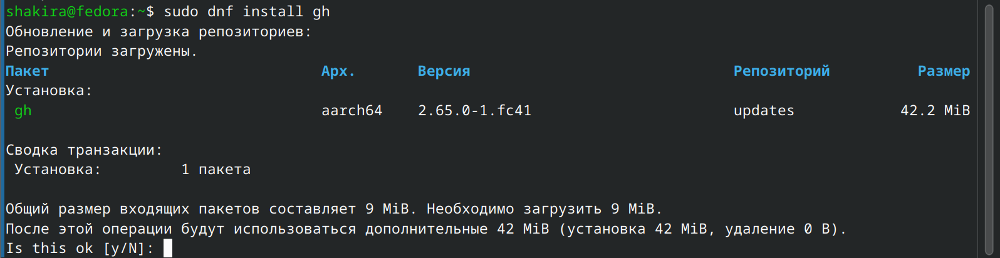 shakira@fedora:~$ sudo dnf install gh
Обновление и загрузка репозиториев:
Репозитории загружены.
Пакет Арх. Версия Репозиторий Размер
Установка:
gh aarch64 2.65.0-1.fc41 updates 42.2 MiB
Сводка транзакции:
Установка: 1 пакета
Общий размер входящих пакетов составляет 9 MiB. Необходимо загрузить 9 MiB.
После этой операции будут использоваться дополнительные 42 MiB (установка 42 MiB, удаление 0 B).
Is this ok [y/N]: